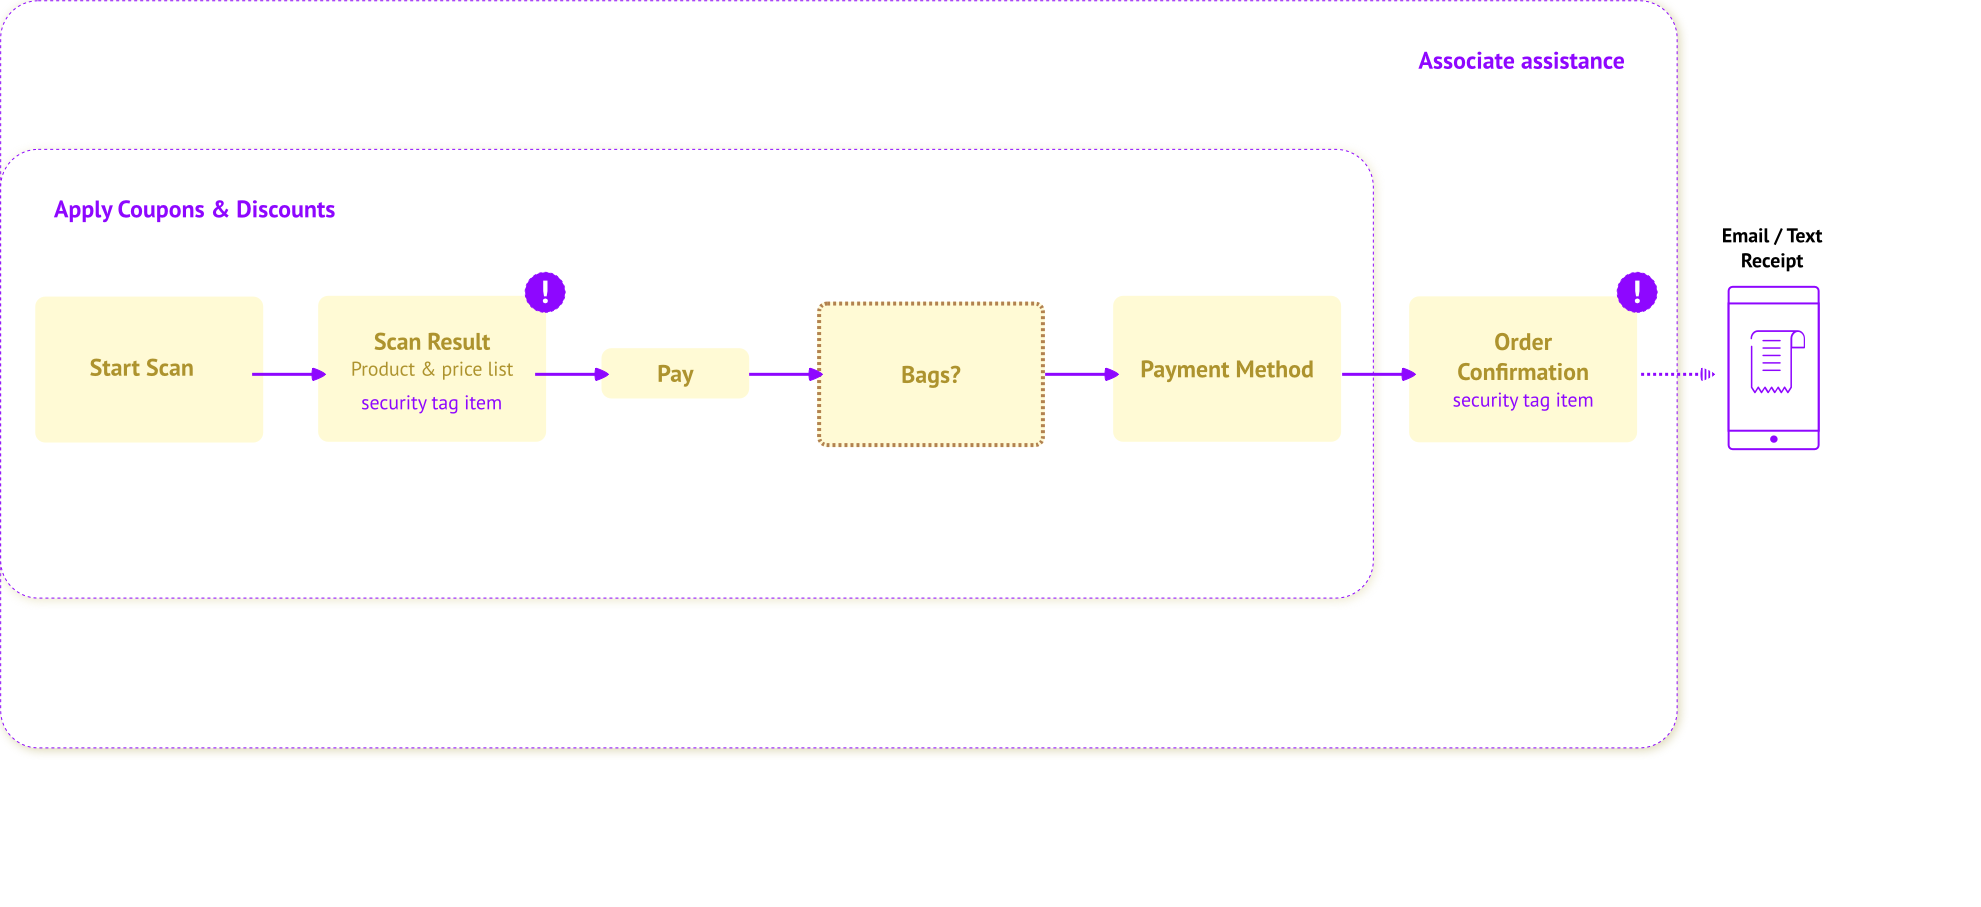 Associate assistance
Apply Coupons & Discounts
Email / Text
Receipt
!
!
Start Scan
Scan Result
Product & price list
security tag item
Pay
Bags?
Payment Method
Order
Confirmation
security tag item